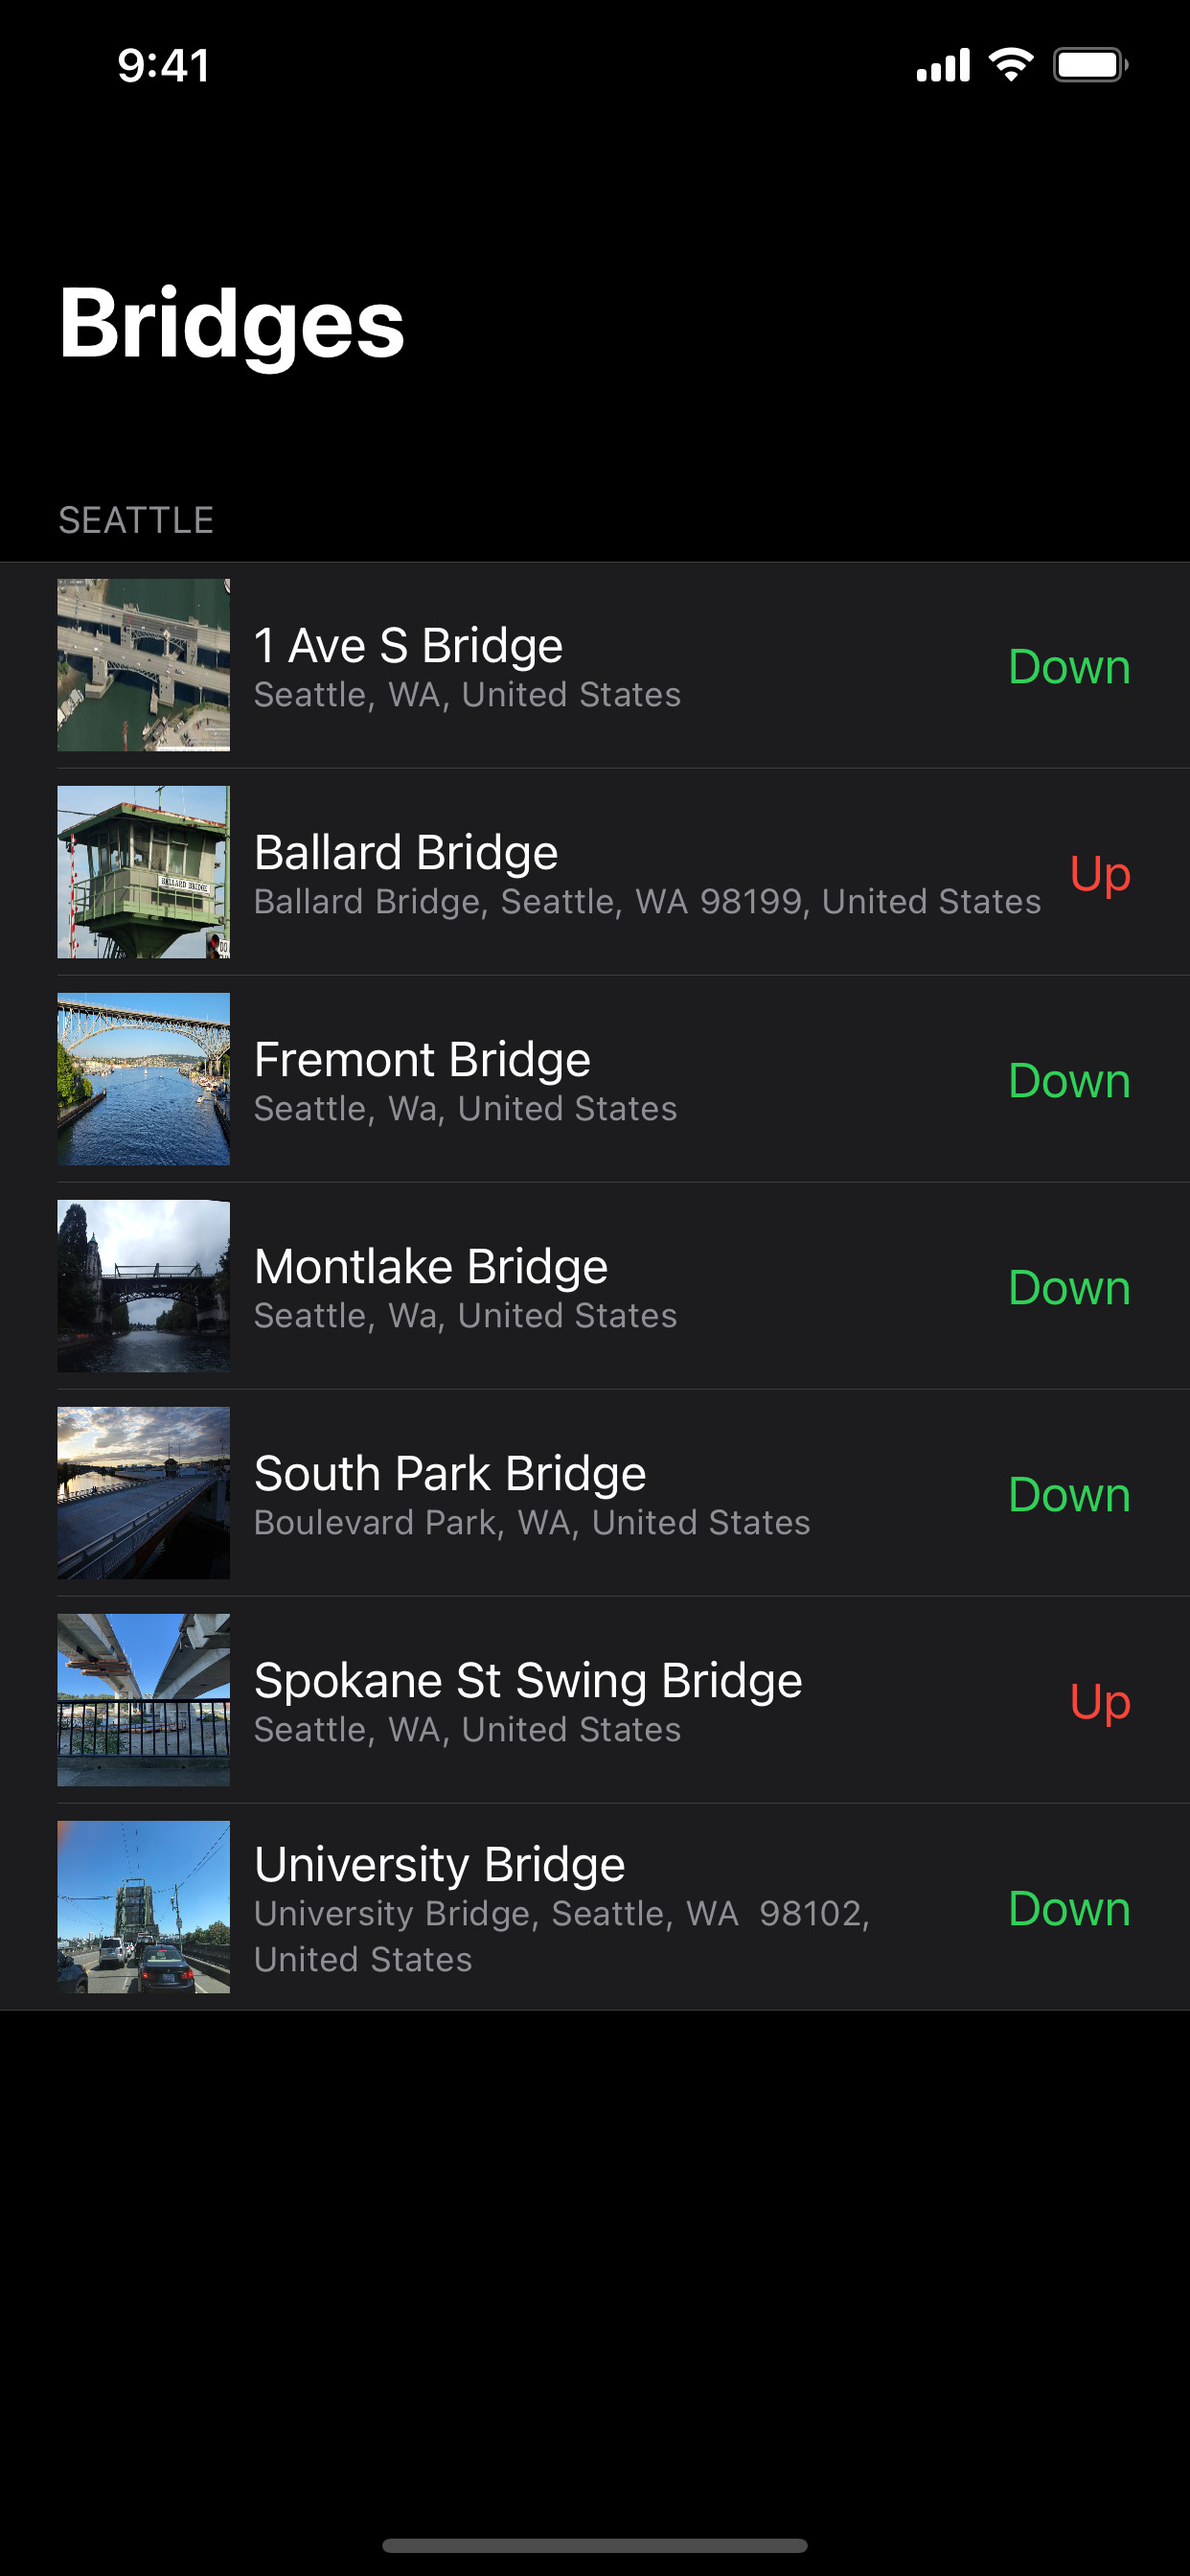 9:41
Bridges
SEATTLE
1 Ave S Bridge
Seattle, WA, United States
Down
BALLARD BRIDGE
Ballard Bridge
Ballard Bridge, Seattle, WA 98199, United States
Up
Fremont Bridge
Seattle, Wa, United States
Down
Montlake Bridge
Seattle, Wa, United States
Down
South Park Bridge
Boulevard Park, WA, United States
Down
Spokane St Swing Bridge
Seattle, WA, United States
Up
University Bridge
University Bridge, Seattle, WA  98102,
United States
Down